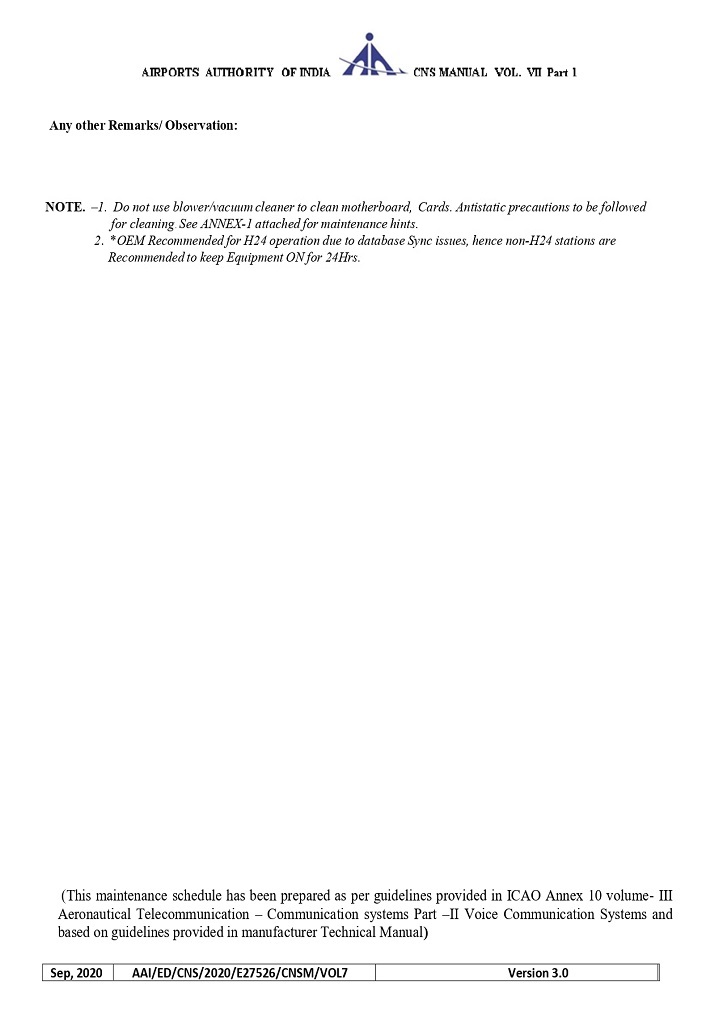 AIRPORTS AUTHORITY OF INDIA CNS MANUAL VOL. VII Part 1
Any other Remarks/ Observation:
NOTE. –1. Do not use blower/vacuum cleaner to clean motherboard, Cards. Antistatic precautions to be followed
for cleaning. See ANNEX-1 attached for maintenance hints.
2. *OEM Recommended for H24 operation due to database Sync issues, hence non-H24 stations are
Recommended to keep Equipment ON for 24Hrs.
(This maintenance schedule has been prepared as per guidelines provided in ICAO Annex 10 volume- III
Aeronautical Telecommunication – Communication systems Part –II Voice Communication Systems and
based on guidelines provided in manufacturer Technical Manual)
Sep, 2020 AAI/ED/CNS/2020/E27526/CNSM/VOL7 Version 3.0